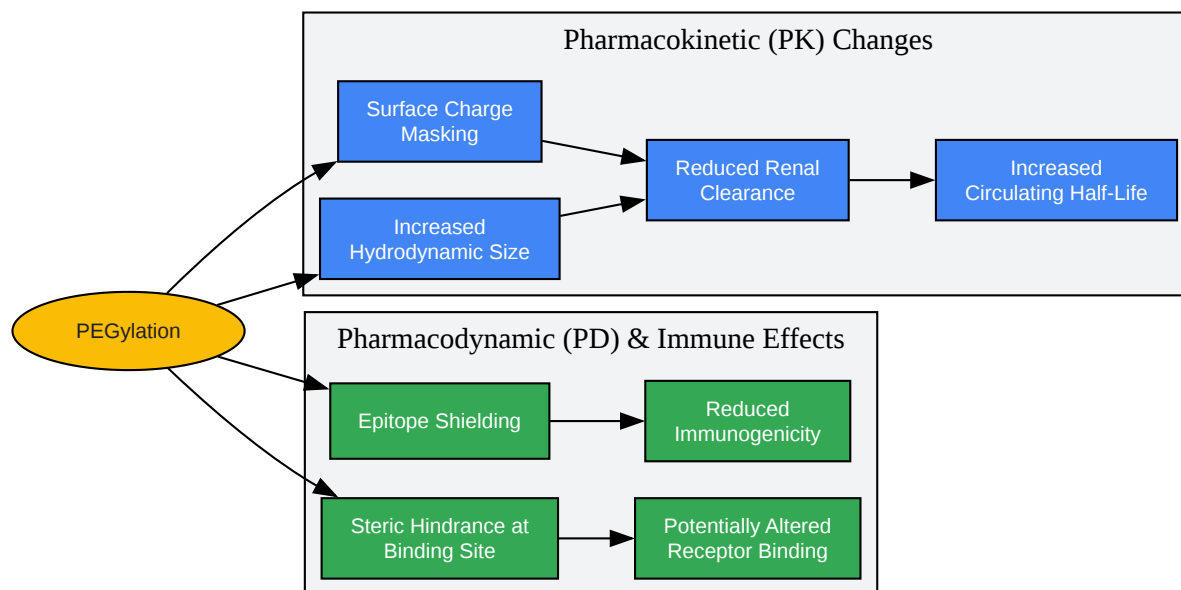 Pharmacokinetic (PK) Changes
Surface Charge
Masking
Increased
Hydrodynamic Size
Reduced Renal
Clearance
Increased
Circulating Half-Life
PEGylation
Pharmacodynamic (PD) & Immune Effects
Epitope Shielding
Reduced
Immunogenicity
Steric Hindrance at
Binding Site
Potentially Altered
Receptor Binding